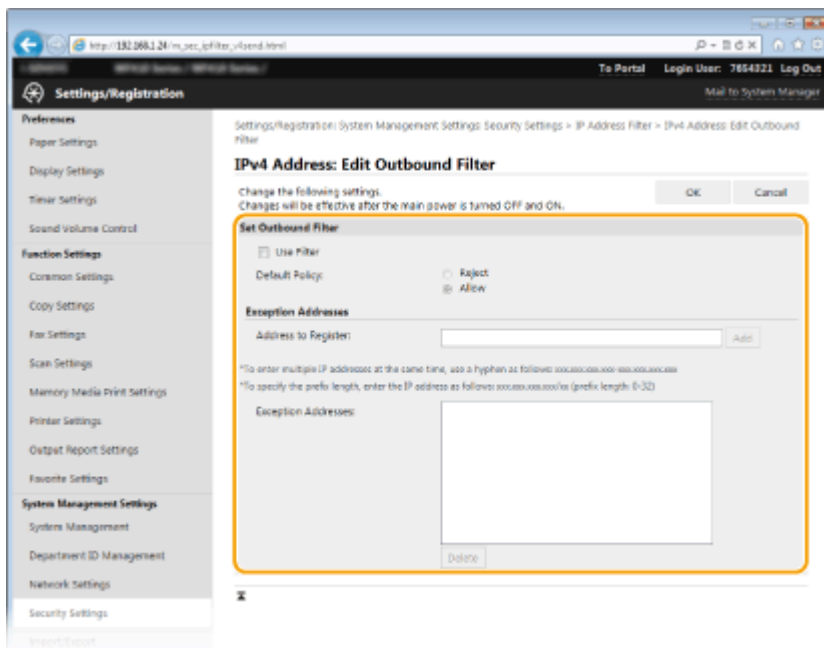 http://192.168.1.24/m_sec_ipfilter_v4send.html
To Portal Login User: 7654321 Log Out
Settings/Registration
Mail to System Manager
Preferences
Paper Settings
Display Settings
Timer Settings
Sound Volume Control
Function Settings
Common Settings
Copy Settings
Fax Settings
Scan Settings
Memory Media Print Settings
Printer Settings
Output Report Settings
Favorite Settings
System Management Settings
System Management
Department ID Management
Network Settings
Security Settings
Import/Export
Settings/Registration: System Management Settings: Security Settings > IP Address Filter > IPv4 Address: Edit Outbound
Filter
IPv4 Address: Edit Outbound Filter
Change the following settings.
Changes will be effective after the main power is turned OFF and ON.
OK Cancel
Set Outbound Filter
Use Filter
Default Policy:
Reject
Allow
Exception Addresses
Address to Register:
Add
*To enter multiple IP addresses at the same time, use a hyphen as follows: xxx.xxx.xxx.xxx-xxx.xxx.xxx.xxx
*To specify the prefix length, enter the IP address as follows: xxx.xxx.xxx.xxx/xx (prefix length: 0-32)
Exception Addresses:
Delete